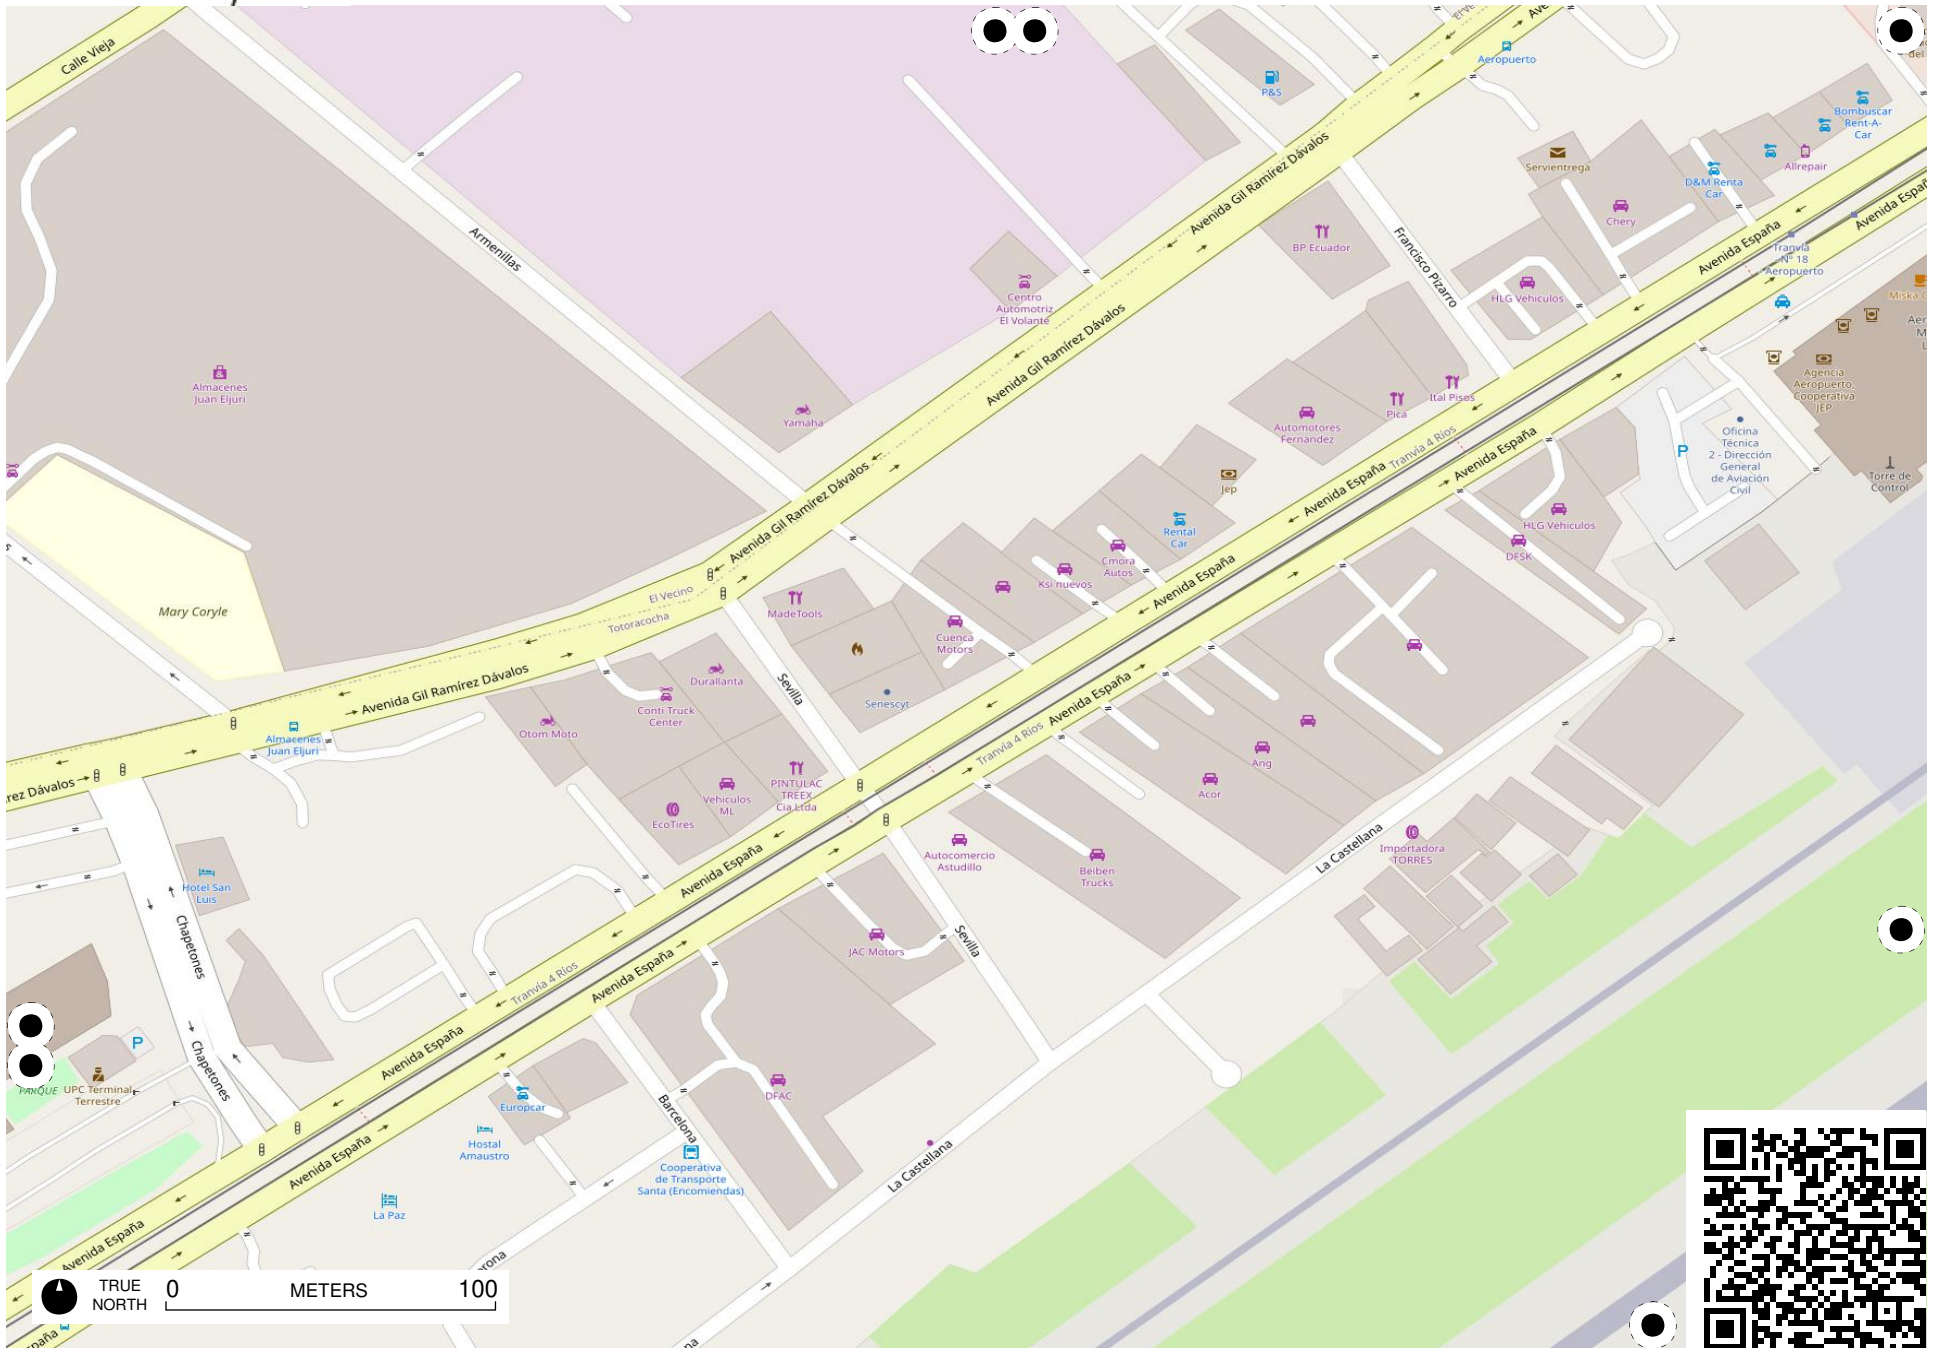 Calle Vieja
Armenillas
Aeropuerto
P&S
Bombuscar
Rent-A-
Car
Allrepair
Servientrega
D&M Renta
Car
Chery
Avenida Gil Ramírez Dávalos
Avenida Gil Ramírez Dávalos
BP Ecuador
Francisco Pizarro
Avenida España
Tranvía
Nº 18
Aeropuerto
Centro
Automotriz
El Volante
HLG Vehiculos
Almacenes
Juan Eljuri
Yamaha
Automotores
Fernandez
Pica
Ital Pisos
Agencia
Aeropuerto,
Cooperativa
JEP
Oficina
Técnica
2 - Dirección
General
de Aviación
Civil
P
Torre de
Control
Tranvía 4 Ríos
Avenida España
Avenida España
Avenida Gil Ramírez Dávalos
Jep
Rental
Car
HLG Vehiculos
DFSK
Cmora
Autos
Ksi nuevos
Avenida España
El Vecino
Totoracocha
MadeTools
Mary Coryle
Cuenca
Motors
Sevilla
Senescyt
Durallanta
Conti Truck
Center
Otom Moto
Avenida Gil Ramírez Dávalos
Almacenes
Juan Eljuri
Avenida España
Tranvía 4 Ríos
Ang
Acor
PINTULAC
TREEX
Cia.Ltda
Vehiculos
ML
EcoTires
Autocomercio
Astudillo
Beiben
Trucks
La Castellana
Importadora
TORRES
Avenida España
Hotel San
Luis
Chapetones
Sevilla
JAC Motors
Avenida España
Tranvía 4 Ríos
Avenida España
P
Chapetones
UPC Terminal
Terrestre
PARQUE
Europcar
DFAC
Barcelona
Hostal
Amaustro
Cooperativa
de Transporte
Santa (Encomiendas)
Avenida España
La Castellana
La Paz
Avenida España
TRUE
NORTH
0 METERS 100